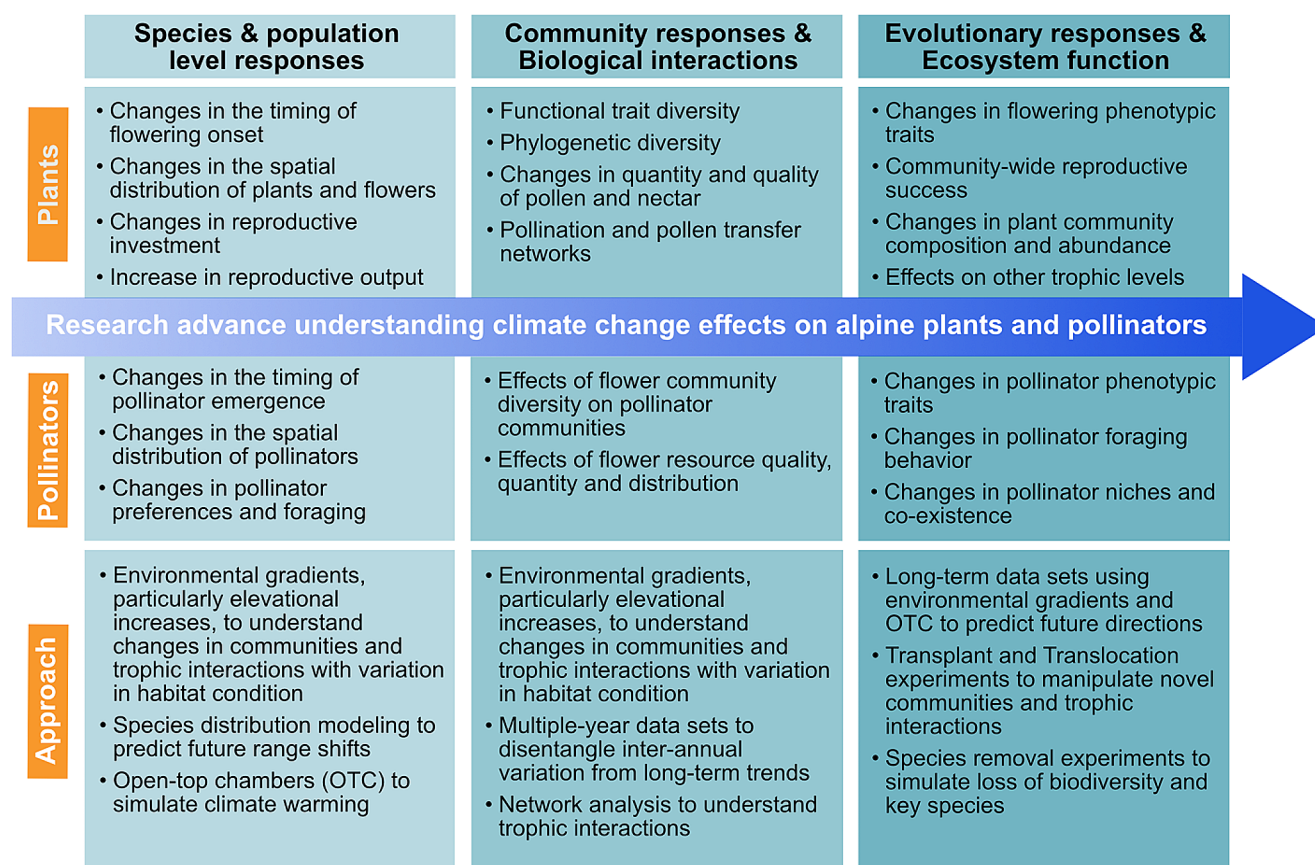 Species & population
level responses
Community responses &
Biological interactions
Evolutionary responses &
Ecosystem function
Plants
• Changes in the timing of
flowering onset
• Changes in the spatial
distribution of plants and flowers
• Changes in reproductive
investment
• Increase in reproductive output
• Functional trait diversity
• Phylogenetic diversity
• Changes in quantity and quality
of pollen and nectar
• Pollination and pollen transfer
networks
• Changes in flowering phenotypic
traits
• Community-wide reproductive
success
• Changes in plant community
composition and abundance
• Effects on other trophic levels
Research advance understanding climate change effects on alpine plants and pollinators
Pollinators
• Changes in the timing of
pollinator emergence
• Changes in the spatial
distribution of pollinators
• Changes in pollinator
preferences and foraging
• Effects of flower community
diversity on pollinator
communities
• Effects of flower resource quality,
quantity and distribution
• Changes in pollinator phenotypic
traits
• Changes in pollinator foraging
behavior
• Changes in pollinator niches and
co-existence
Approach
• Environmental gradients,
particularly elevational
increases, to understand
changes in communities and
trophic interactions with variation
in habitat condition
• Species distribution modeling to
predict future range shifts
• Open-top chambers (OTC) to
simulate climate warming
• Environmental gradients,
particularly elevational
increases, to understand
changes in communities and
trophic interactions with variation
in habitat condition
• Multiple-year data sets to
disentangle inter-annual
variation from long-term trends
• Network analysis to understand
trophic interactions
• Long-term data sets using
environmental gradients and
OTC to predict future directions
• Transplant and Translocation
experiments to manipulate novel
communities and trophic
interactions
• Species removal experiments to
simulate loss of biodiversity and
key species